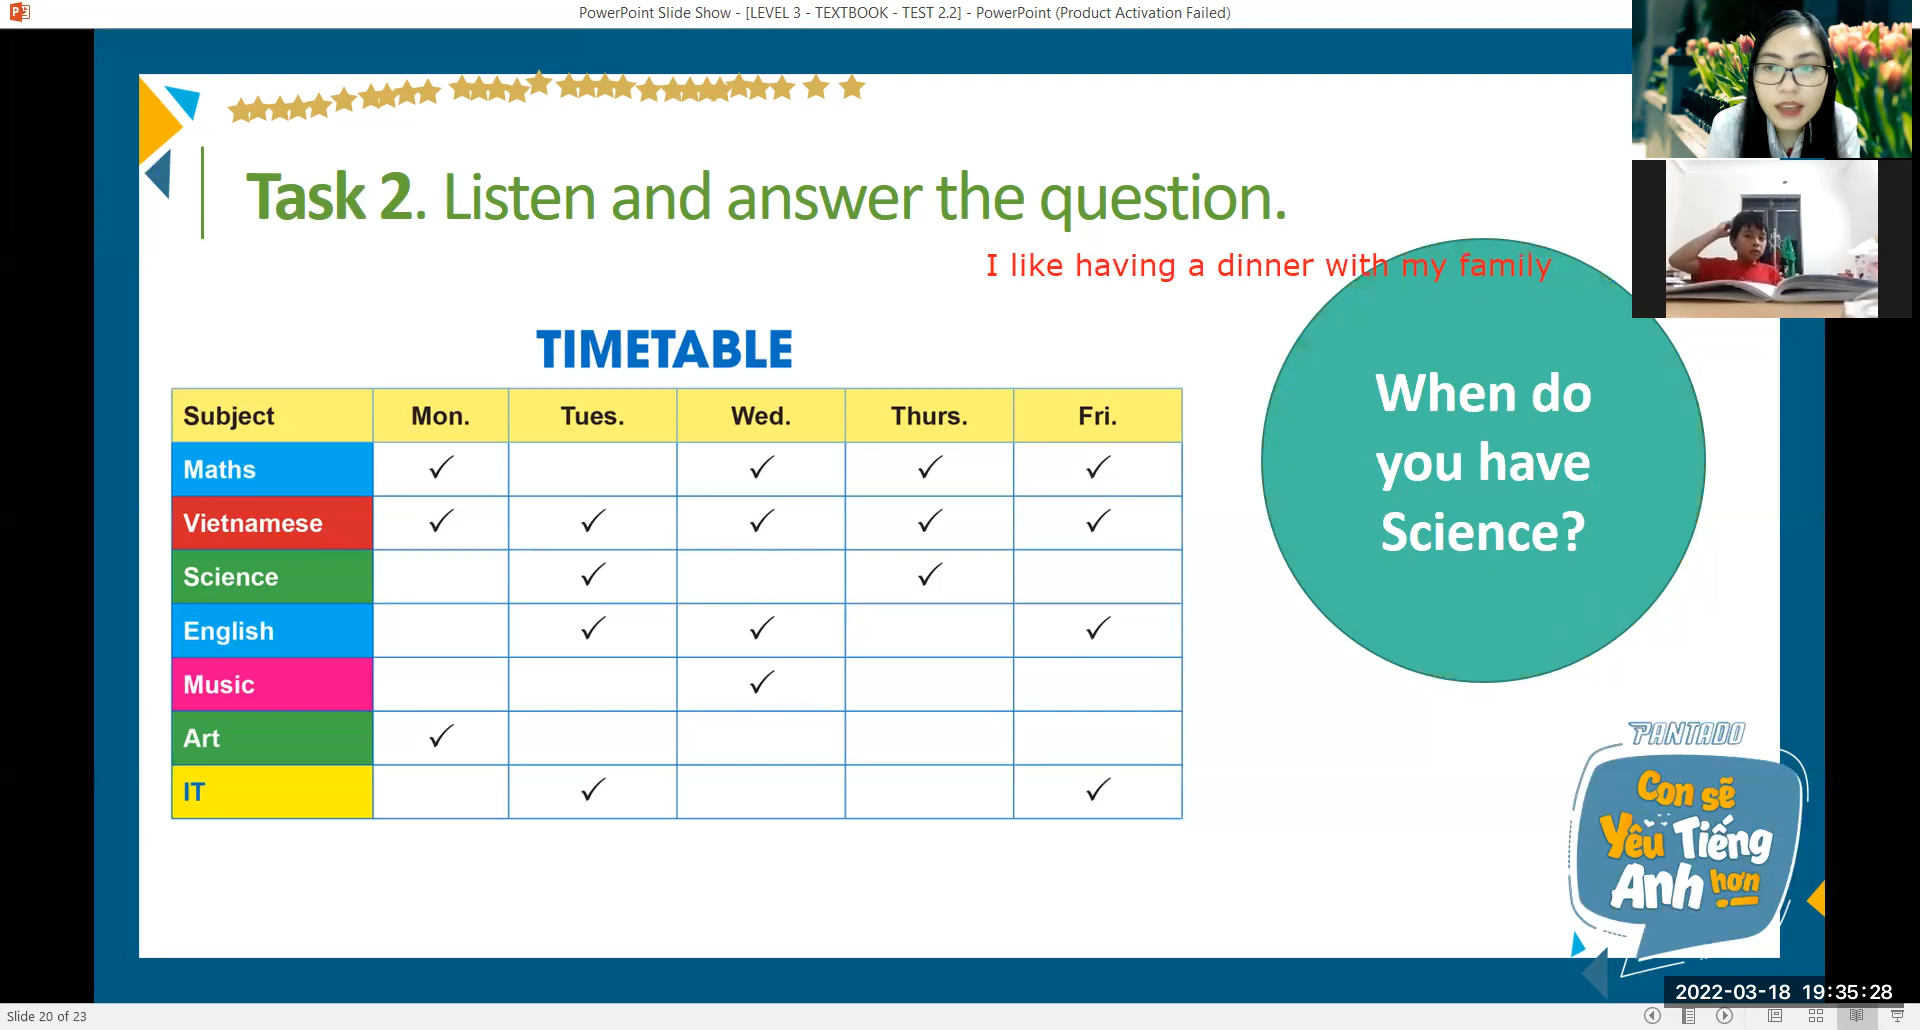 PowerPoint Slide Show - [LEVEL 3 - TEXTBOOK - TEST 2.2] - PowerPoint (Product Activation Failed)
Task 2. Listen and answer the question.
I like having a dinner with my family
TIMETABLE
Subject Mon. Tues. Wed. Thurs. Fri.
Maths ✓ ✓ ✓ ✓
Vietnamese ✓ ✓ ✓ ✓ ✓
Science ✓ ✓
English ✓ ✓ ✓
Music ✓
Art ✓
IT ✓ ✓
When do
you have
Science?
PANTADO
Con sẽ
Yêu Tiếng
Anh hơn
2022-03-18 19:35:28
Slide 20 of 23